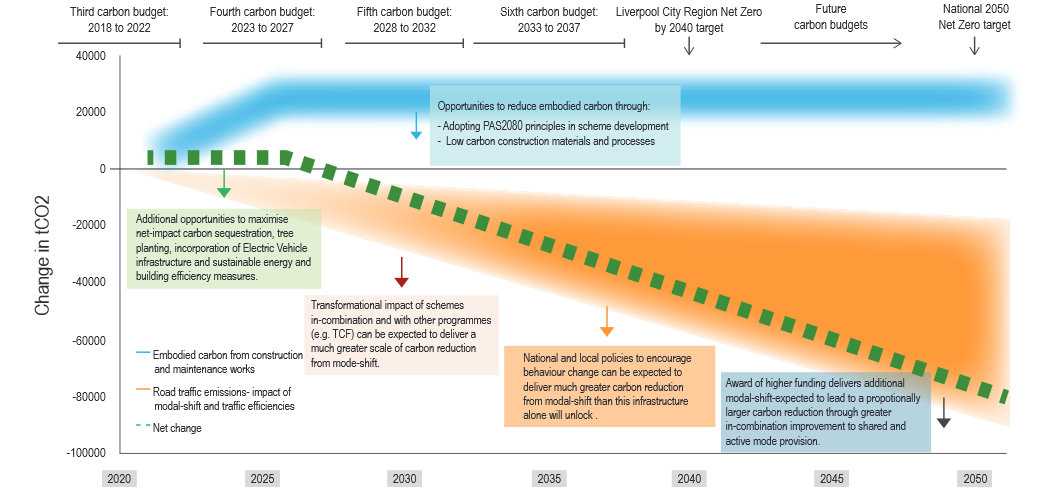 Third carbon budget:
2018 to 2022
Fourth carbon budget:
2023 to 2027
Fifth carbon budget:
2028 to 2032
Sixth carbon budget:
2033 to 2037
Liverpool City Region Net Zero
by 2040 target
Future
carbon budgets
National 2050
Net Zero target
Change in tCO2
40000
20000
0
-20000
-40000
-60000
-80000
-100000
Opportunities to reduce embodied carbon through:
- Adopting PAS2080 principles in scheme development
- Low carbon construction materials and processes
Additional opportunities to maximise
net-impact carbon sequestration, tree
planting, incorporation of Electric Vehicle
infrastructure and sustainable energy and
building efficiency measures.
Transformational impact of schemes
in-combination and with other programmes
(e.g. TCF) can be expected to deliver a
much greater scale of carbon reduction
from mode-shift.
National and local policies to encourage
behaviour change can be expected to
deliver much greater carbon reduction
from modal-shift than this infrastructure
alone will unlock .
Award of higher funding delivers additional
modal-shift-expected to lead to a propotionally
larger carbon reduction through greater
in-combination improvement to shared and
active mode provision.
Embodied carbon from construction
and maintenance works
Road traffic emissions- impact of
modal-shift and traffic efficiencies
Net change
2020
2025
2030
2035
2040
2045
2050